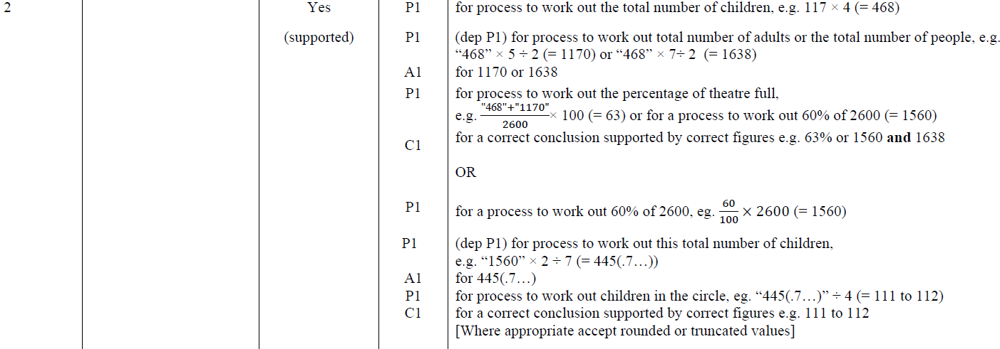 2 Yes P1 for process to work out the total number of children, e.g. 117 × 4 (= 468)
(supported) P1 (dep P1) for process to work out total number of adults or the total number of people, e.g.
“468” × 5 ÷ 2 (= 1170) or “468” × 7÷ 2 (= 1638)
A1 for 1170 or 1638
P1 for process to work out the percentage of theatre full,
e.g. "468"+"1170"/2600 × 100 (= 63) or for a process to work out 60% of 2600 (= 1560)
C1 for a correct conclusion supported by correct figures e.g. 63% or 1560 and 1638
OR
P1 for a process to work out 60% of 2600, eg. 60/100 × 2600 (= 1560)
P1 (dep P1) for process to work out this total number of children,
e.g. “1560” × 2 ÷ 7 (= 445(.7…))
A1 for 445(.7…)
P1 for process to work out children in the circle, eg. “445(.7…)” ÷ 4 (= 111 to 112)
C1 for a correct conclusion supported by correct figures e.g. 111 to 112
[Where appropriate accept rounded or truncated values]